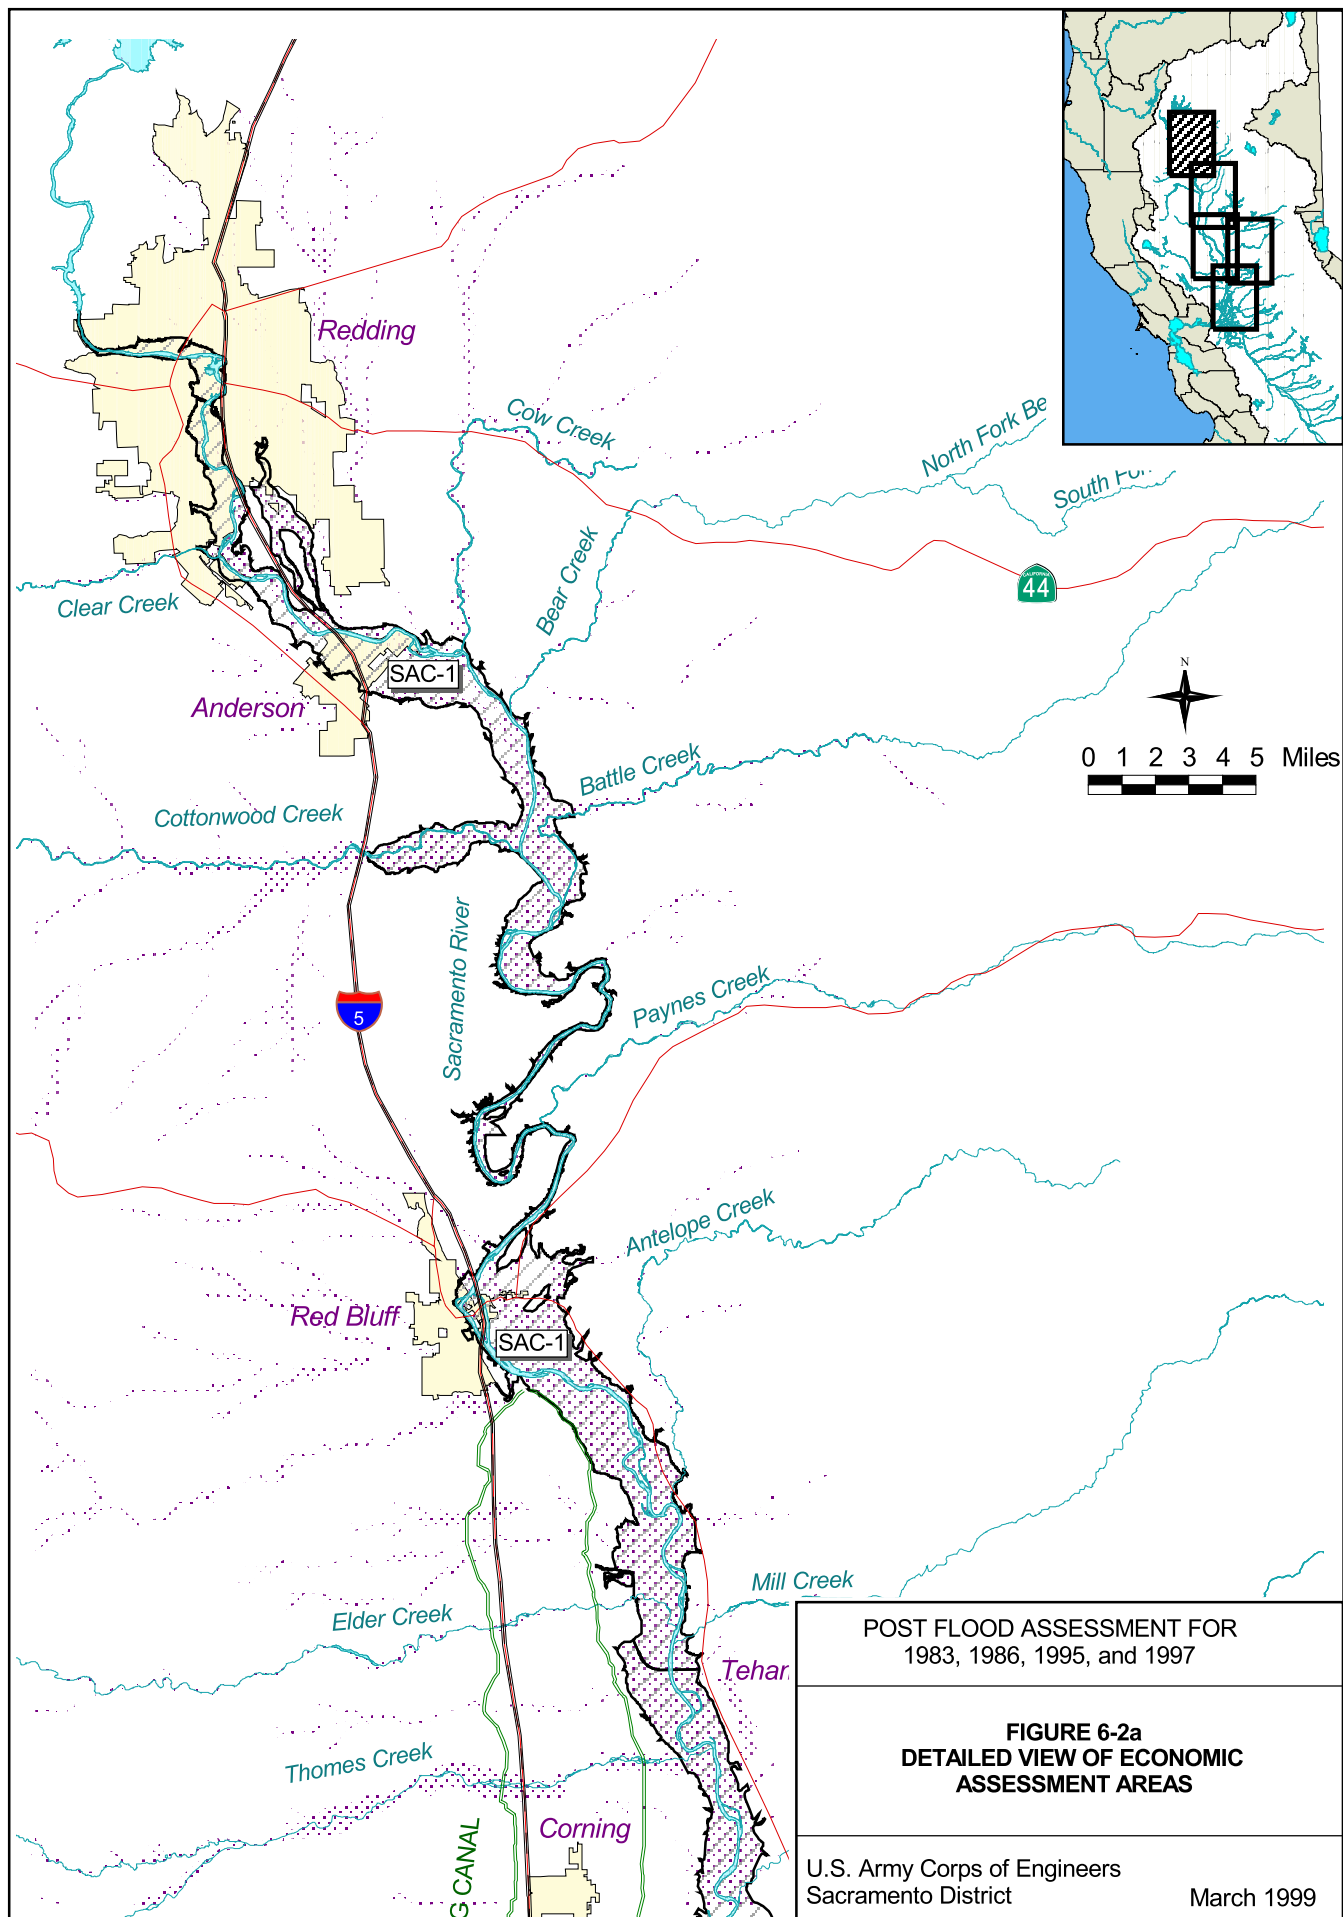 Redding
Cow Creek
North Fork Be
South For
Bear Creek
CALIFORNIA
44
Clear Creek
SAC-1
Anderson
N
0 1 2 3 4 5 Miles
Battle Creek
Cottonwood Creek
Sacramento River
Paynes Creek
5
Antelope Creek
Red Bluff
SAC-1
Mill Creek
Elder Creek
Teha
Thomes Creek
Corning
G CANAL
POST FLOOD ASSESSMENT FOR
1983, 1986, 1995, and 1997
FIGURE 6-2a
DETAILED VIEW OF ECONOMIC
ASSESSMENT AREAS
U.S. Army Corps of Engineers
Sacramento District
March 1999